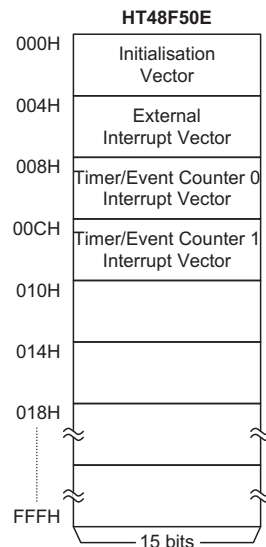 HT48F50E
000H
Initialisation
Vector
004H
External
Interrupt Vector
008H
Timer/Event Counter 0
Interrupt Vector
00CH
Timer/Event Counter 1
Interrupt Vector
010H
014H
018H
FFFH
15 bits